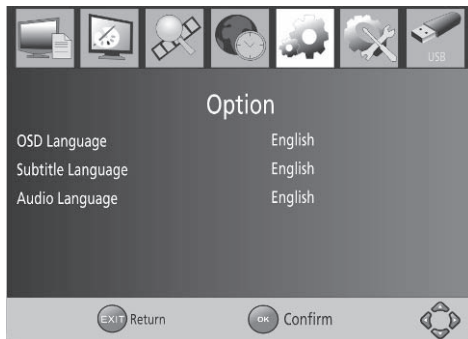 USB
Option
OSD Language English
Subtitle Language English
Audio Language English
EXIT Return OK Confirm